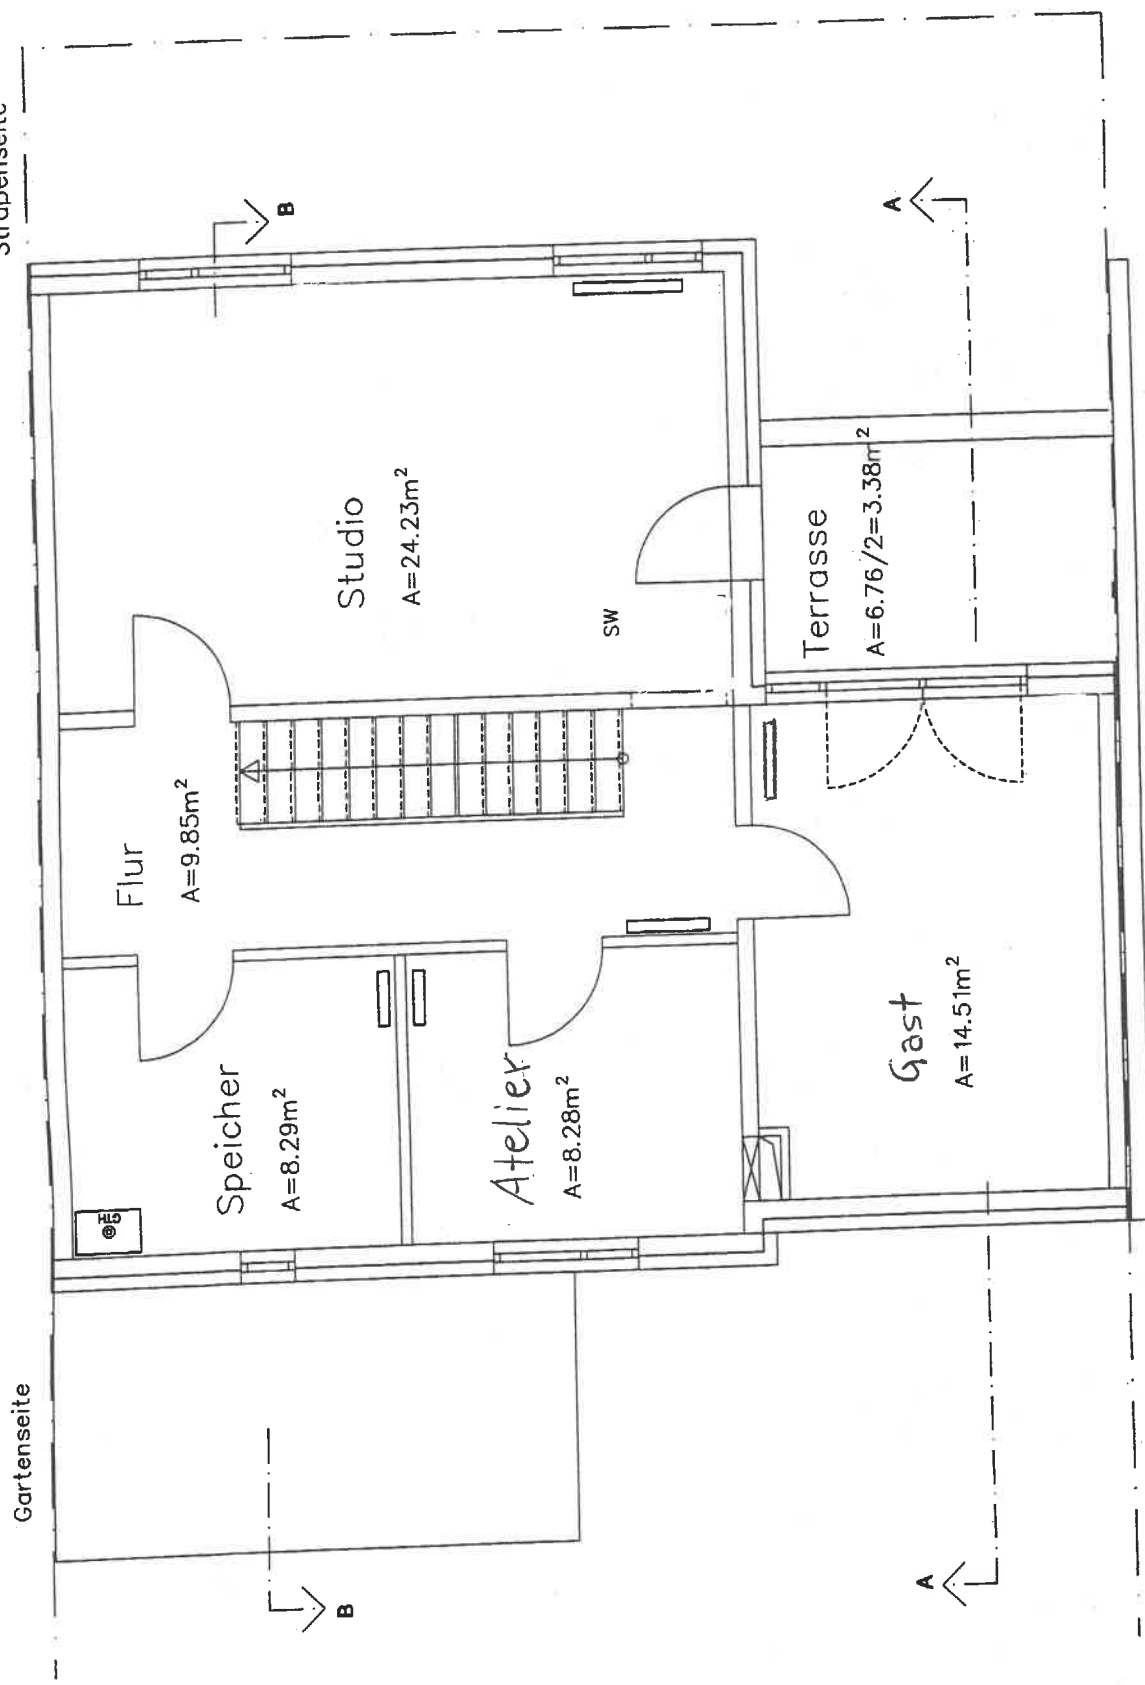 Gartenseite
Straßenseite
Speicher
A=8.29m²
Flur
A=9.85m²
Studio
A=24.23m²
SW
Atelier
A=8.28m²
Gast
A=14.51m²
Terrasse
A=6.76/2=3.38m²
B
B
A
A